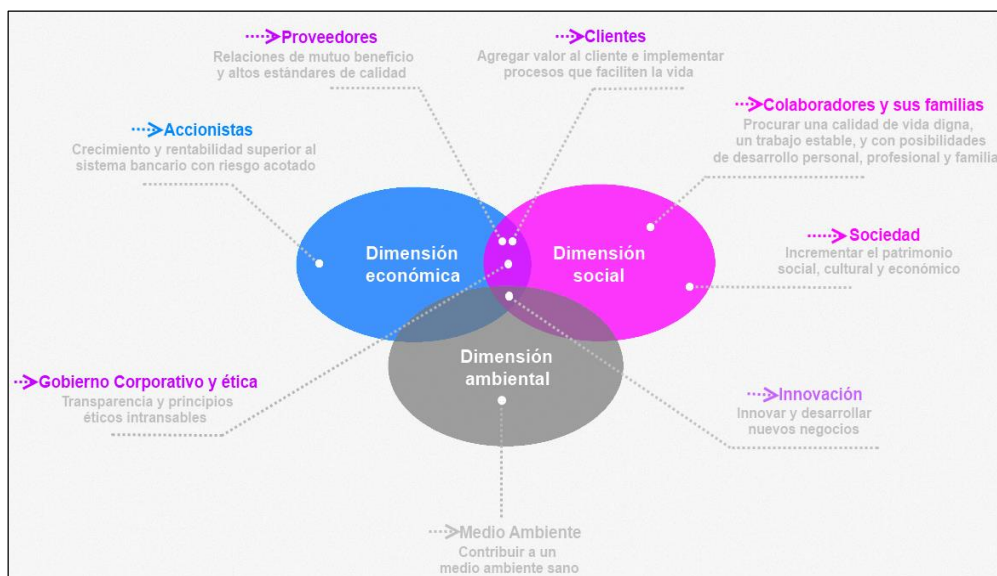 Proveedores
Relaciones de mutuo beneficio
y altos estándares de calidad
Clientes
Agregar valor al cliente e implementar
procesos que faciliten la vida
Colaboradores y sus familias
Procurar una calidad de vida digna,
un trabajo estable, y con posibilidades
de desarrollo personal, profesional y familia
Accionistas
Crecimiento y rentabilidad superior al
sistema bancario con riesgo acotado
Dimensión
económica
Dimensión
social
Sociedad
Incrementar el patrimonio
social, cultural y económico
Dimensión
ambiental
Gobierno Corporativo y ética
Transparencia y principios
éticos intransables
Innovación
Innovar y desarrollar
nuevos negocios
Medio Ambiente
Contribuir a un
medio ambiente sano